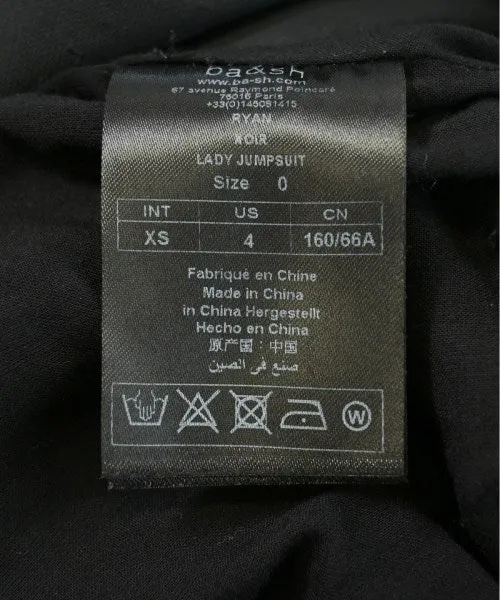 ba&sh
www.ba-sh.com
67 avenue Raymond Poincaré
75016 Paris
+33(0)145081415
RYAN
NOIR
LADY JUMPSUIT
Size 0
INT US CN
XS 4 160/66A
Fabriqué en Chine
Made in China
in China Hergestellt
Hecho en China
原产国：中国
صنع في الصين
W